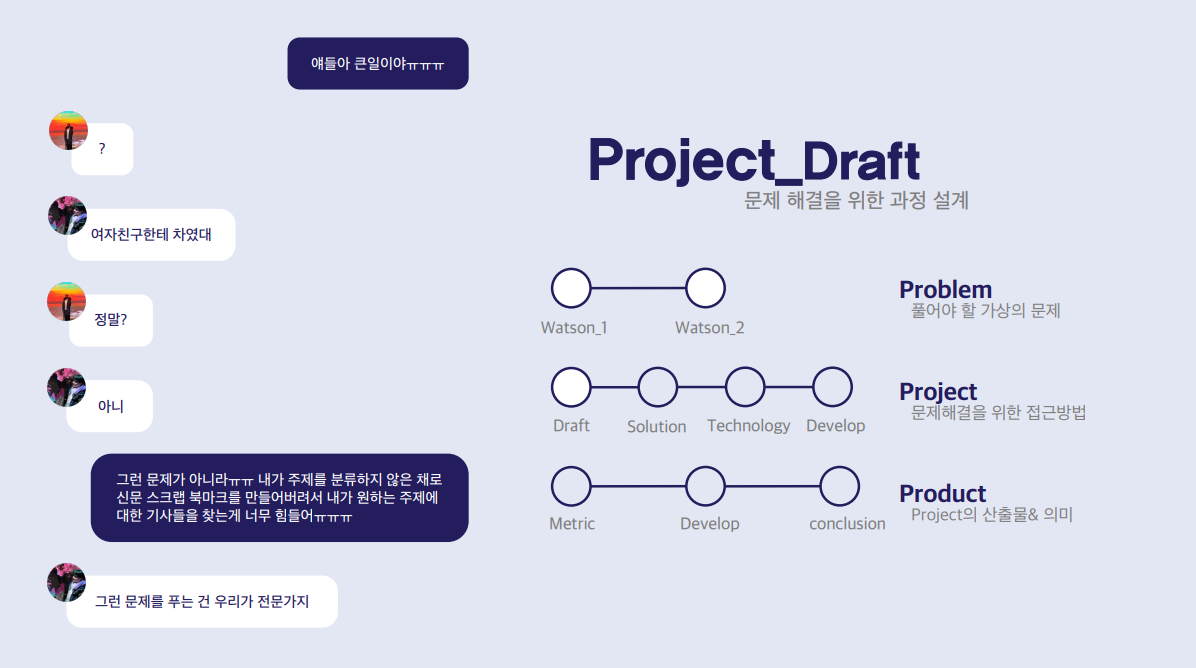 얘들아 큰일이야ㅠㅠㅠ
?
여자친구한테 차였대
정말?
아니
그런 문제가 아니라ㅠㅠ 내가 주제를 분류하지 않은 채로
신문 스크랩 북마크를 만들어버려서 내가 원하는 주제에
대한 기사들을 찾는게 너무 힘들어ㅠㅠㅠ
그런 문제를 푸는 건 우리가 전문가지
Project_Draft
문제 해결을 위한 과정 설계
Watson_1
Watson_2
Problem
풀어야 할 가상의 문제
Draft
Solution
Technology
Develop
Project
문제해결을 위한 접근방법
Metric
Develop
conclusion
Product
Project의 산출물& 의미